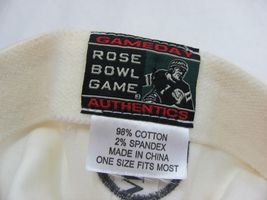 GAMEDAY
ROSE
BOWL
GAME
AUTHENTICS
98% COTTON
2% SPANDEX
MADE IN CHINA
ONE SIZE FITS MOST